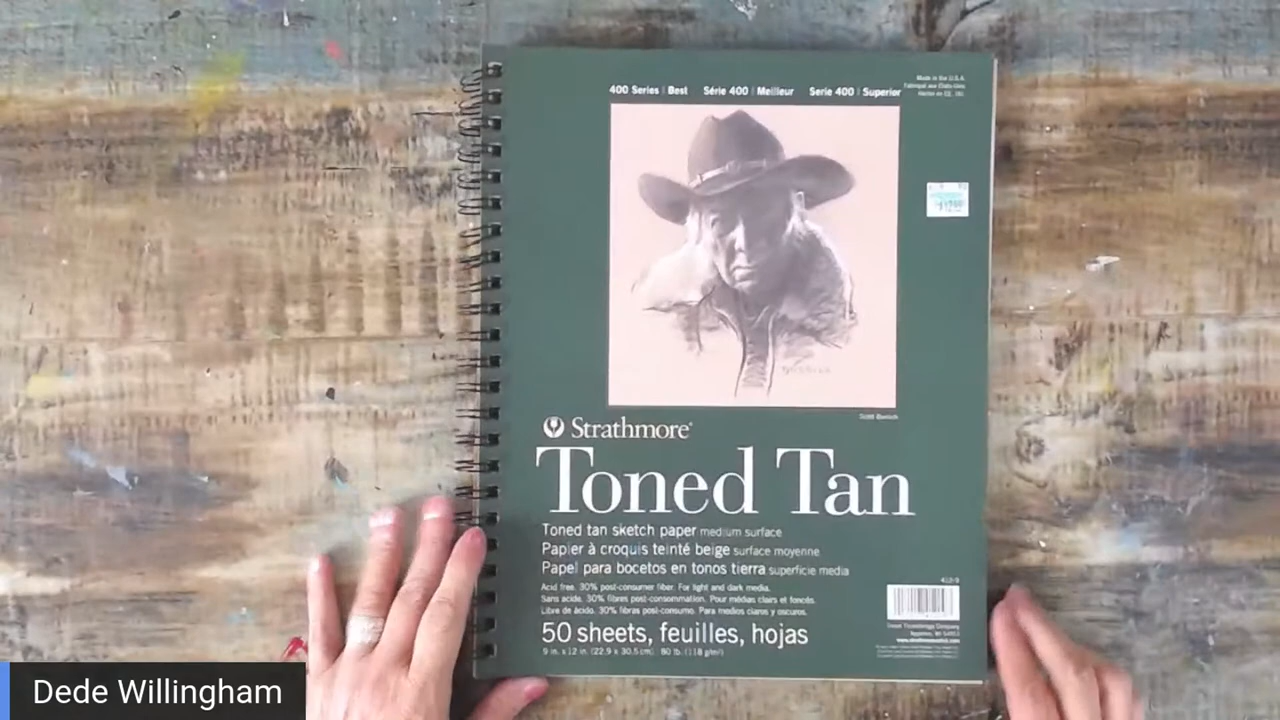 400 Series | Best Série 400 | Meilleur Serie 400 | Superior
Made in the U.S.A.
Strathmore®
Toned Tan
Toned tan sketch paper medium surface
Papier à croquis teinté beige surface moyenne
Papel para bocetos en tonos tierra superficie media
Acid free. 30% post-consumer fiber. For light and dark media.
Sans acide. 30% fibres post-consommation. Pour médias clairs et foncés.
Libre de ácido. 30% fibras post-consumo. Para medios claros y oscuros.
50 sheets, feuilles, hojas
9 in. x 12 in. (22.9 x 30.5 cm) 80 lb. (118 g/m²)
412-9
Dede Willingham